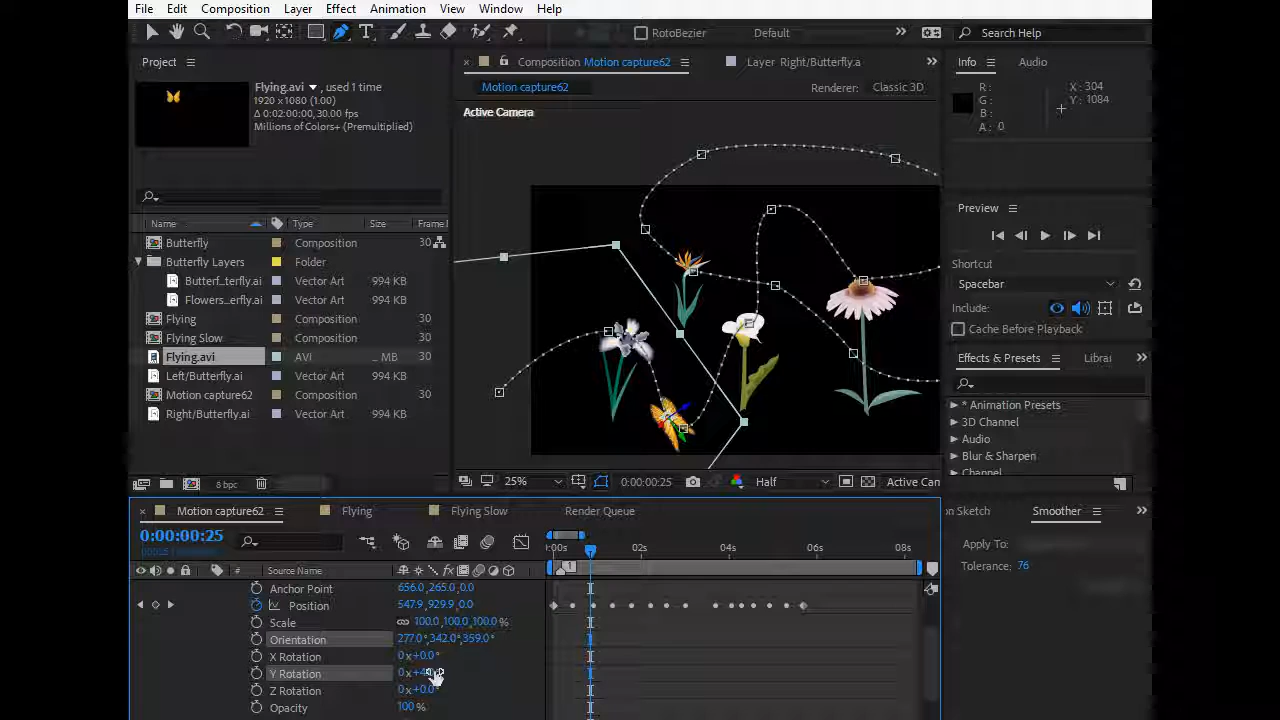 File Edit Composition Layer Effect Animation View Window Help
RotoBezier Default Search Help
Project
Composition Motion capture62
Layer Right/Butterfly.a
Info Audio
Flying.avi , used 1 time
1920 x 1080 (1.00)
Δ 0:02:00:00, 30.00 fps
Millions of Colors+ (Premultiplied)
Motion capture62
Renderer: Classic 3D
Active Camera
R:
G:
B:
A: 0
X: 304
Y: 1084
Name Type Size Frame
Butterfly Composition 30
Butterfly Layers Folder
Butterf...erfly.ai Vector Art 994 KB
Flowers...erfly.ai Vector Art 994 KB
Flying Composition 30
Flying Slow Composition 30
Flying.avi AVI ... MB 30
Left/Butterfly.ai Vector Art 994 KB
Motion capture62 Composition 30
Right/Butterfly.ai Vector Art 994 KB
8 bpc
25% 0:00:00:25 Half Active Can
Preview
Shortcut
Spacebar
Include:
Cache Before Playback
Effects & Presets Librai
* Animation Presets
3D Channel
Audio
Blur & Sharpen
Channel
Motion capture62 Flying Flying Slow Render Queue
0:00:00:25
# Source Name fx
:00s 02s 04s 06s 08s
1
Anchor Point 656.0,265.0,0.0
Position 547.9,929.9,0.0
Scale 100.0,100.0,100.0%
Orientation 277.0°,342.0°,359.0°
X Rotation 0x+0.0°
Y Rotation 0x
Z Rotation 0x+0.0°
Opacity 100%
on Sketch Smoother
Apply To:
Tolerance: 76